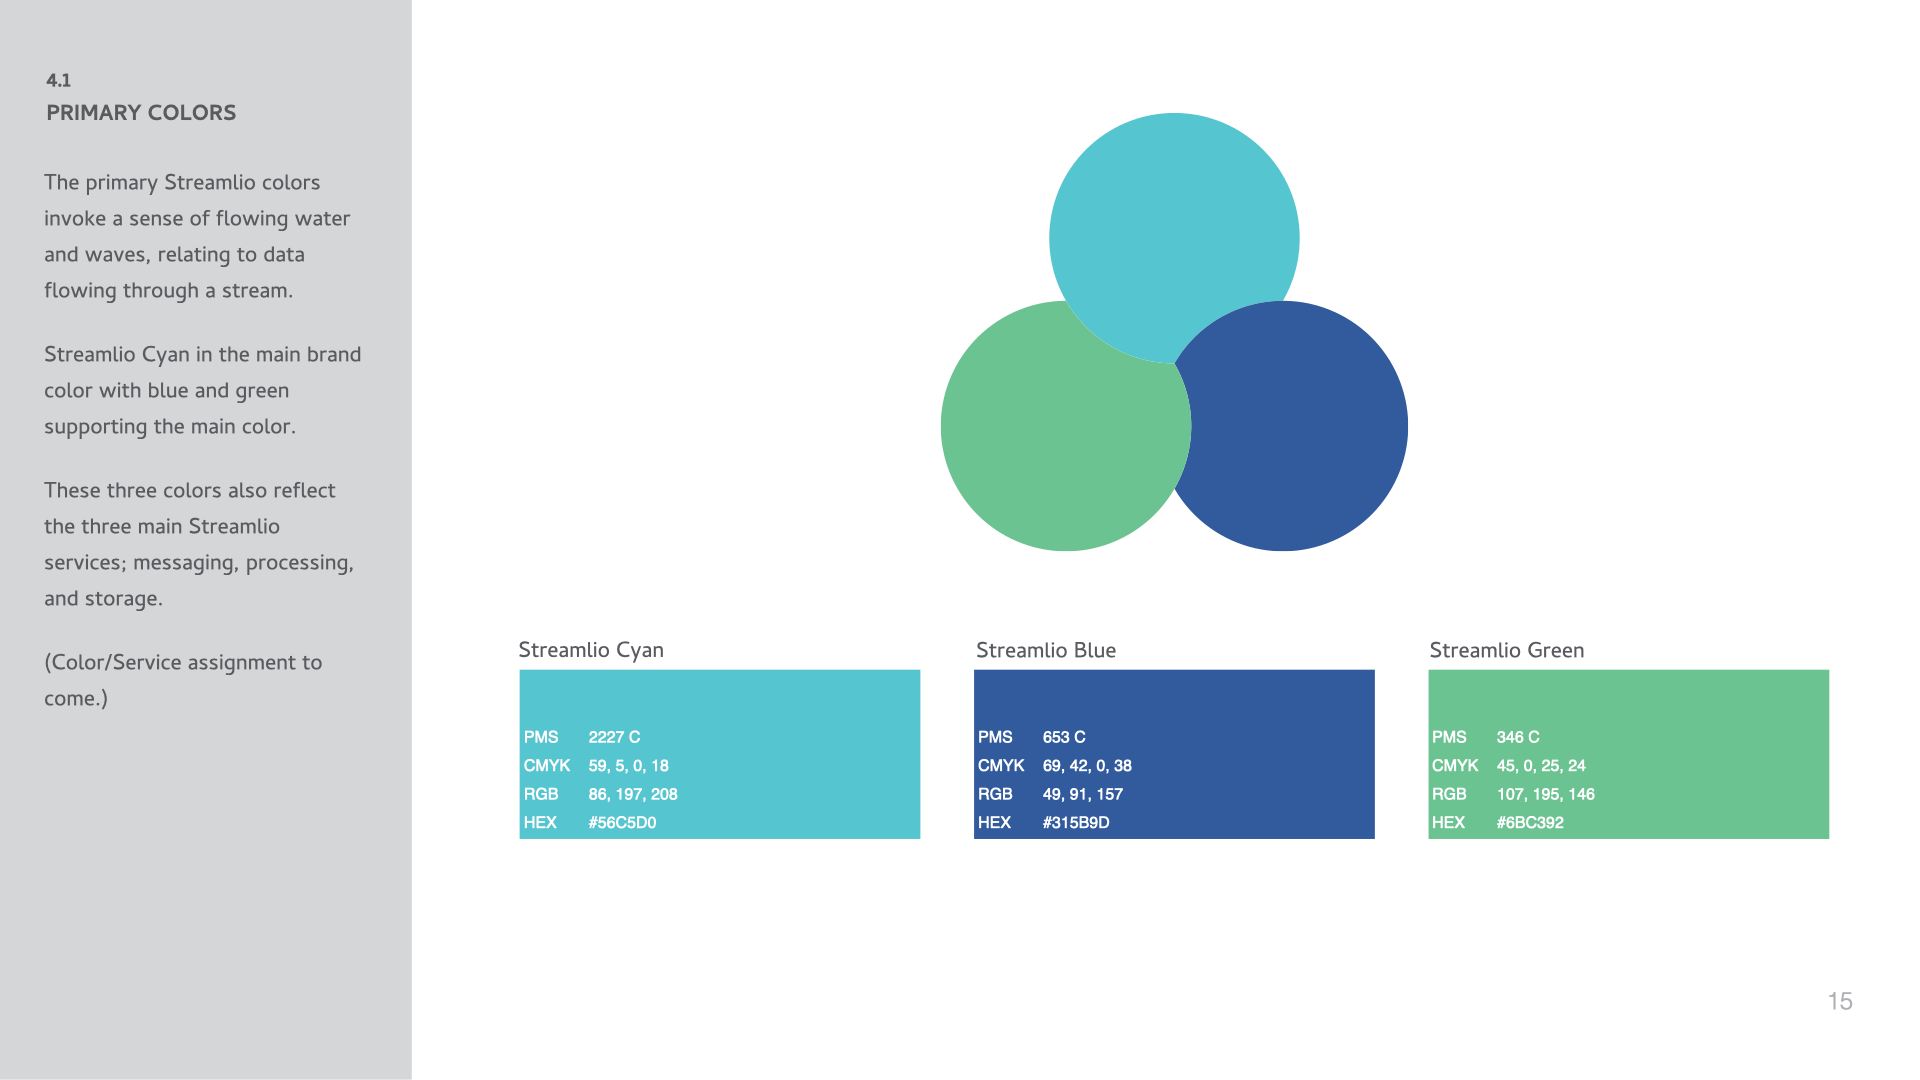 4.1
PRIMARY COLORS
The primary Streamlio colors
invoke a sense of flowing water
and waves, relating to data
flowing through a stream.
Streamlio Cyan in the main brand
color with blue and green
supporting the main color.
These three colors also reflect
the three main Streamlio
services; messaging, processing,
and storage.
(Color/Service assignment to
come.)
Streamlio Cyan
PMS 2227 C
CMYK 59, 5, 0, 18
RGB 86, 197, 208
HEX #56C5D0
Streamlio Blue
PMS 653 C
CMYK 69, 42, 0, 38
RGB 49, 91, 157
HEX #315B9D
Streamlio Green
PMS 346 C
CMYK 45, 0, 25, 24
RGB 107, 195, 146
HEX #6BC392
15